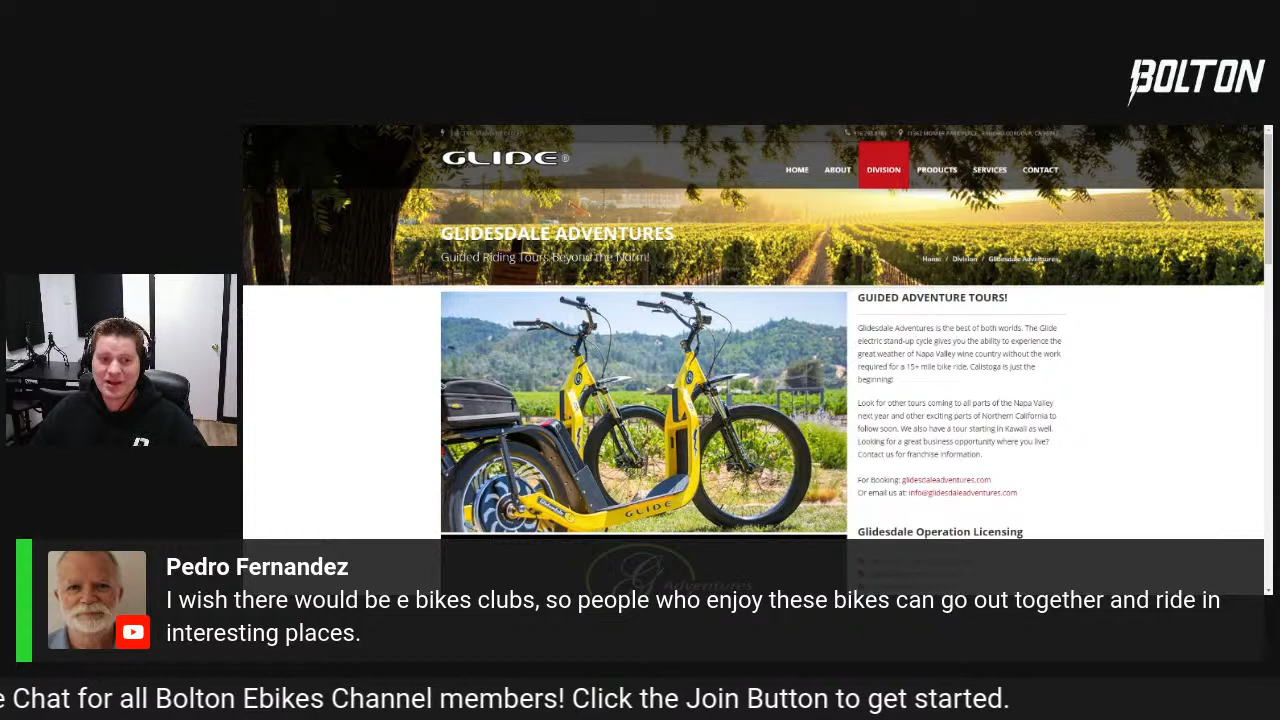 BOLTON
GLIDE®
HOME ABOUT DIVISION PRODUCTS SERVICES CONTACT
GLIDESDALE ADVENTURES
Guided Riding Tours Beyond the Norm!
Home / Division / Glidesdale Adventures
GUIDED ADVENTURE TOURS!
Glidesdale Adventures is the best of both worlds. The Glide
electric stand-up cycle gives you the ability to experience the
great weather of Napa Valley wine country without the work
required for a 15+ mile bike ride. Calistoga is just the
beginning!
Look for other tours coming to all parts of the Napa Valley
next year and other exciting parts of Northern California to
follow soon. We also have a tour starting in Kawaii as well.
Looking for a great business opportunity where you live?
Contact us for franchise information.
For Booking: glidesdaleadventures.com
Or email us at: info@glidesdaleadventures.com
GLIDE
Glidesdale Operation Licensing
Adventures
Pedro Fernandez
I wish there would be e bikes clubs, so people who enjoy these bikes can go out together and ride in
interesting places.
e Chat for all Bolton Ebikes Channel members! Click the Join Button to get started.